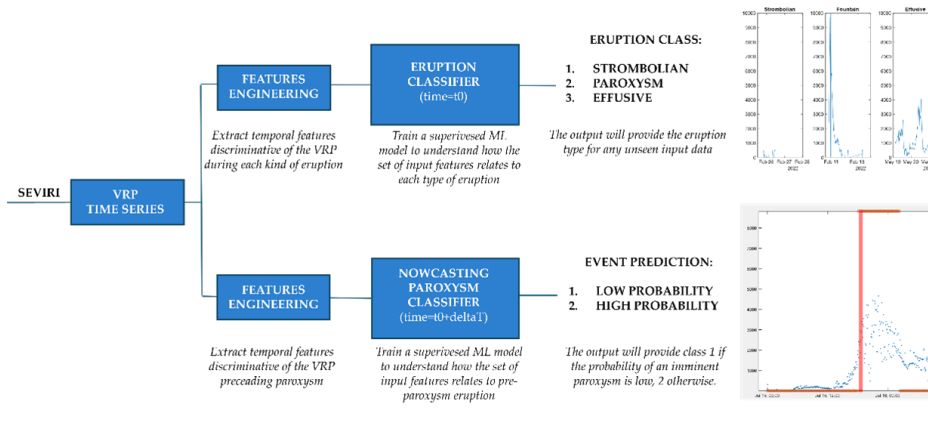 SEVIRI
VRP
TIME SERIES
FEATURES
ENGINEERING
Extract temporal features
discriminative of the VRP
during each kind of eruption
ERUPTION
CLASSIFIER
(time=t0)
Train a superivesed ML
model to understand how the
set of input features relates to
each type of eruption
ERUPTION CLASS:
1. STROMBOLIAN
2. PAROXYSM
3. EFFUSIVE
The output will provide the eruption
type for any unseen input data
Strombolian
Fountain
Effusive
2022
2022
FEATURES
ENGINEERING
Extract temporal features
discriminative of the VRP
preceading paroxysm
NOWCASTING
PAROXYSM
CLASSIFIER
(time=t0+deltaT)
Train a superivesed ML model
to understand how the set of
input features relates to pre-
paroxysm eruption
EVENT PREDICTION:
1. LOW PROBABILITY
2. HIGH PROBABILITY
The output will provide class 1 if
the probability of an imminent
paroxysm is low, 2 otherwise.